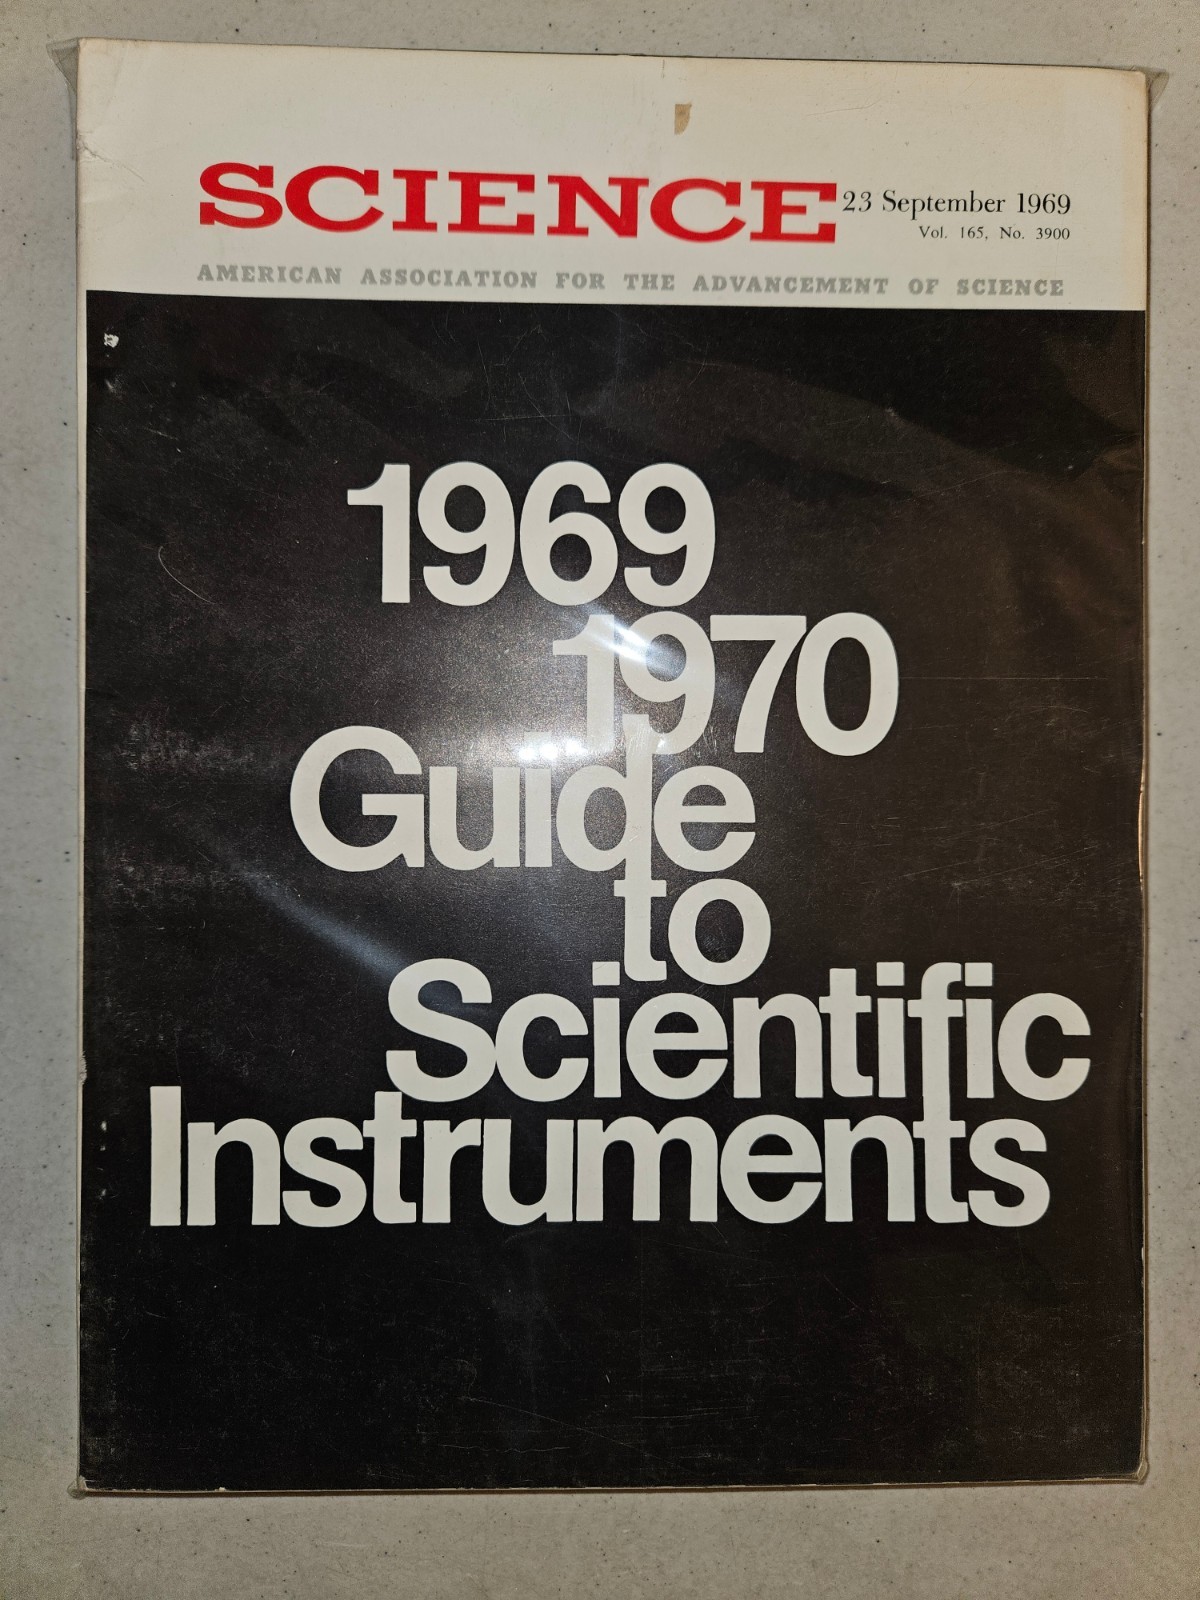 SCIENCE 23 September 1969
Vol. 165, No. 3900
AMERICAN ASSOCIATION FOR THE ADVANCEMENT OF SCIENCE
1969
1970
Guide
to
Scientific
Instruments